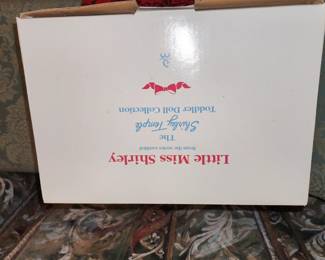 Little Miss Shirley
from the series entitled
The
Shirley Temple
Toddler Doll Collection